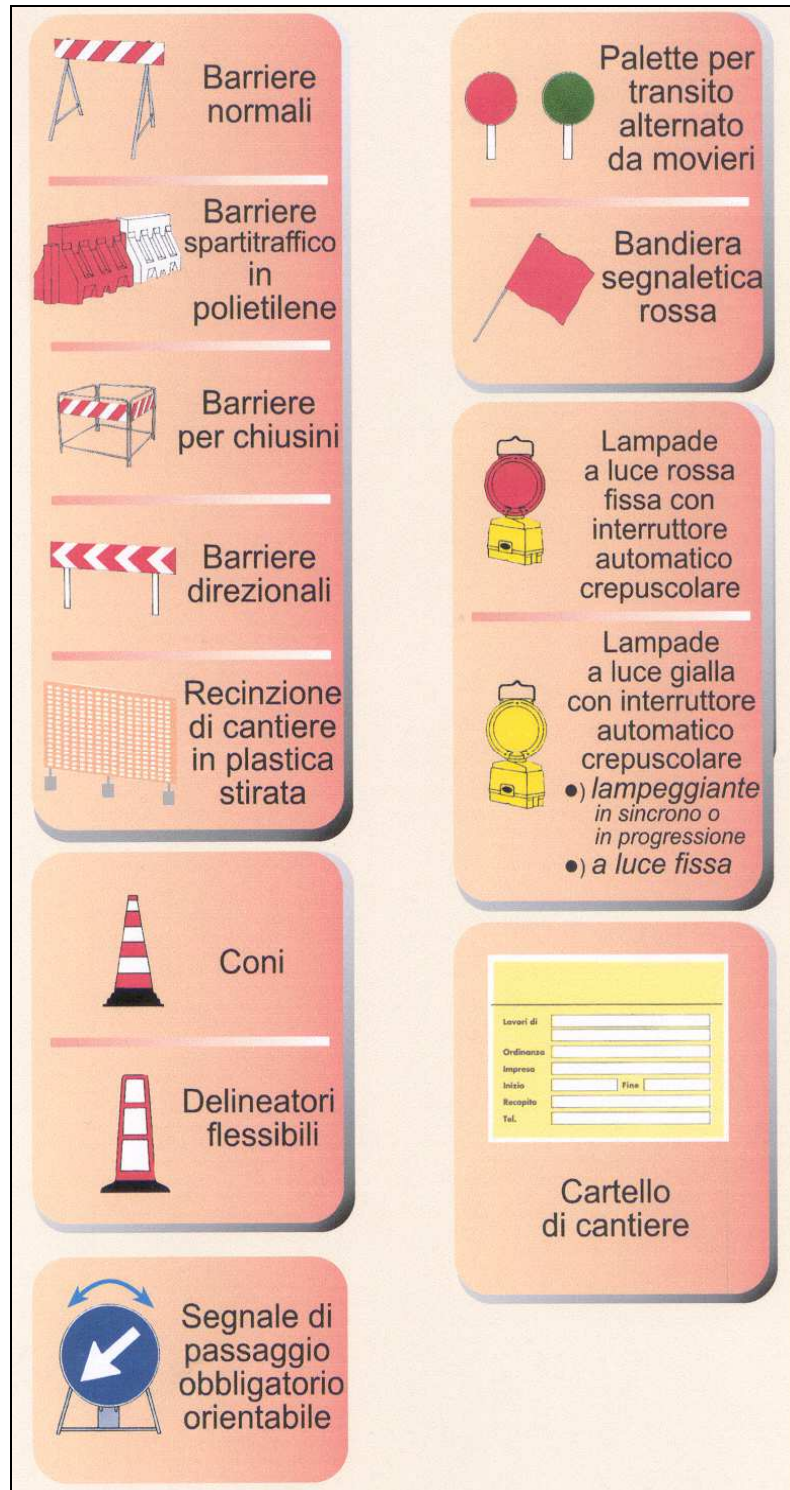 Barriere
normali
Barriere
spartitraffico
in
polietilene
Barriere
per chiusini
Barriere
direzionali
Recinzione
di cantiere
in plastica
stirata
Coni
Delineatori
flessibili
Segnale di
passaggio
obbligatorio
orientabile
Palette per
transito
alternato
da movieri
Bandiera
segnaletica
rossa
Lampade
a luce rossa
fissa con
interruttore
automatico
crepuscolare
Lampade
a luce gialla
con interruttore
automatico
crepuscolare
●) lampeggiante
in sincrono o
in progressione
●) a luce fissa
Lavori di
Ordinanza
Impresa
Inizio Fine
Recapito
Tel.
Cartello
di cantiere